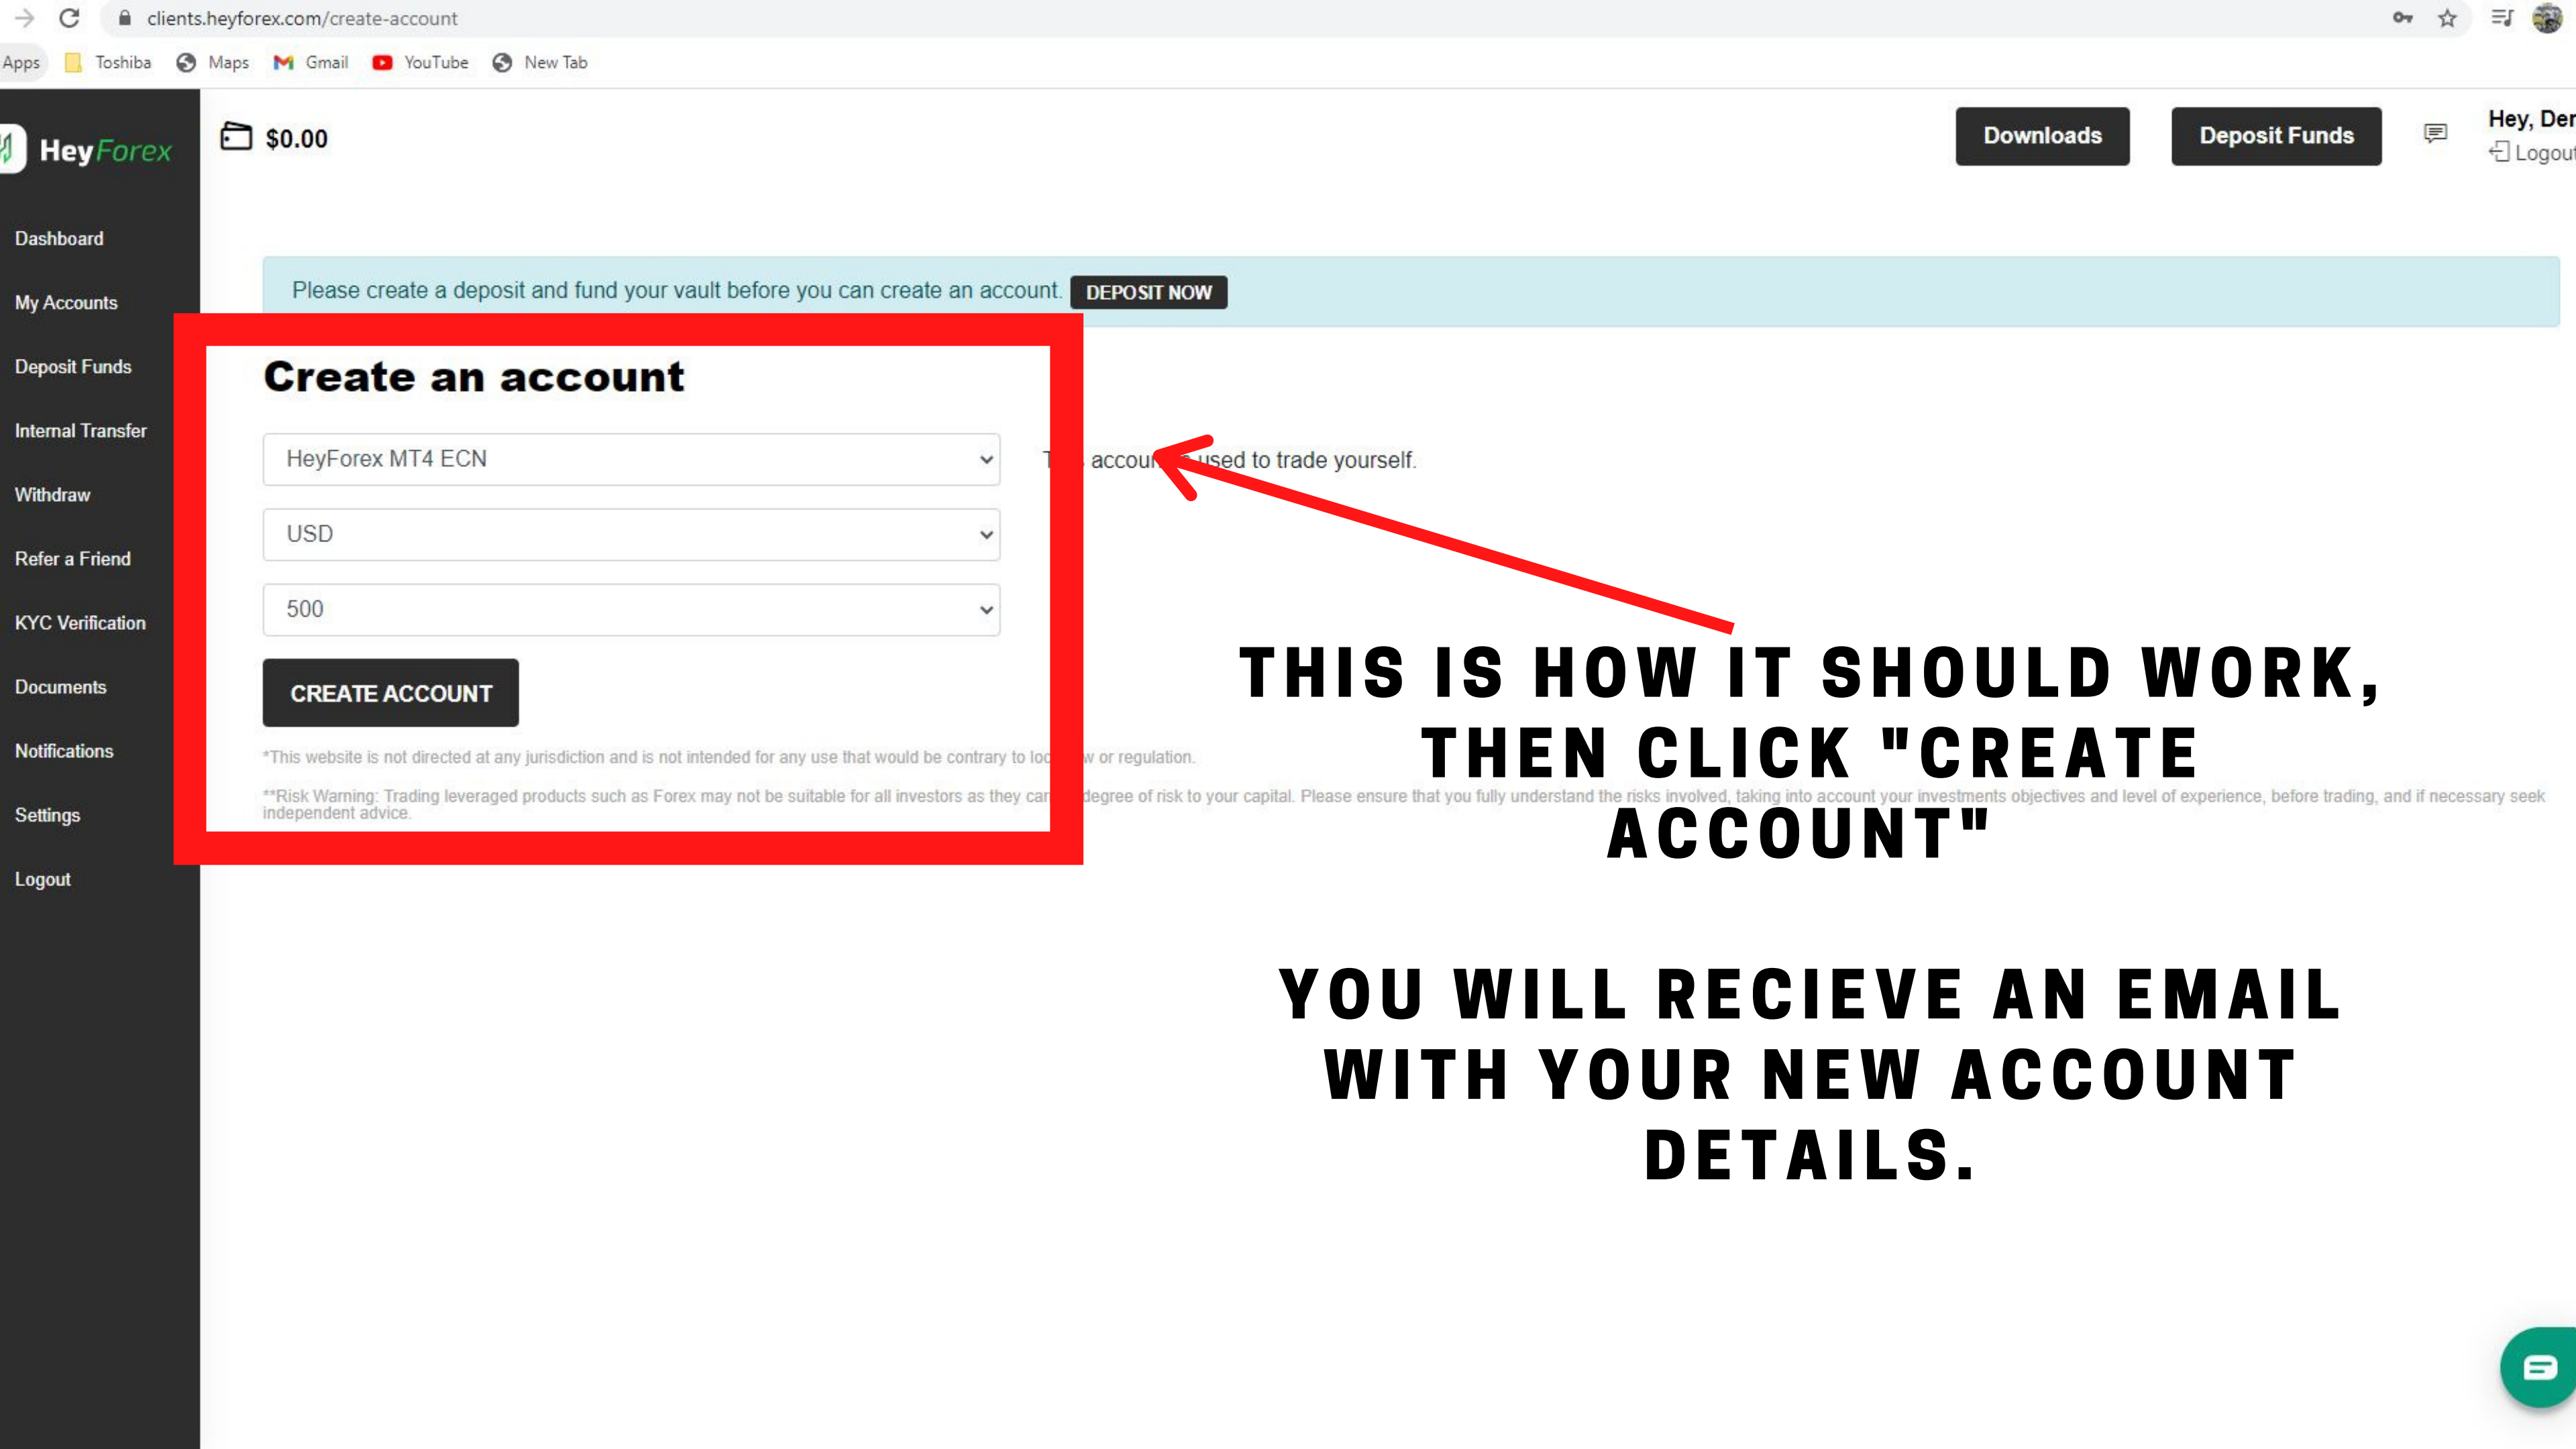 clients.heyforex.com/create-account
Apps Toshiba Maps Gmail YouTube New Tab
HeyForex
$0.00
Downloads
Deposit Funds
Hey, Der
Logout
Dashboard
My Accounts
Deposit Funds
Internal Transfer
Withdraw
Refer a Friend
KYC Verification
Documents
Notifications
Settings
Logout
Please create a deposit and fund your vault before you can create an account. DEPOSIT NOW
Create an account
HeyForex MT4 ECN
used to trade yourself.
USD
500
CREATE ACCOUNT
*This website is not directed at any jurisdiction and is not intended for any use that would be contrary to or regulation.
**Risk Warning: Trading leveraged products such as Forex may not be suitable for all investors as they degree of risk to your capital. Please ensure that you fully understand the risks involved, taking into account your investments objectives and level of experience, before trading, and if necessary seek
independent advice.
THIS IS HOW IT SHOULD WORK,
THEN CLICK "CREATE
ACCOUNT"
YOU WILL RECIEVE AN EMAIL
WITH YOUR NEW ACCOUNT
DETAILS.